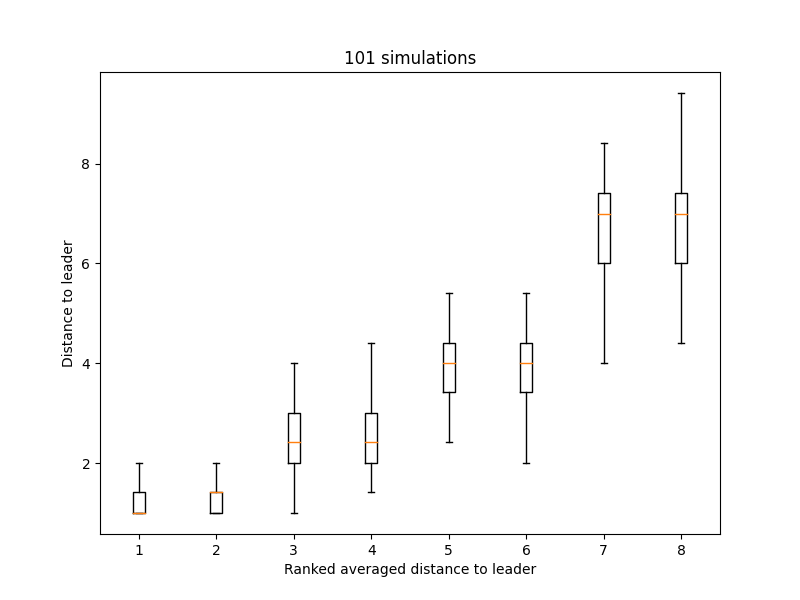 101 simulations
Distance to leader
8
6
4
2
1 2 3 4 5 6 7 8
Ranked averaged distance to leader